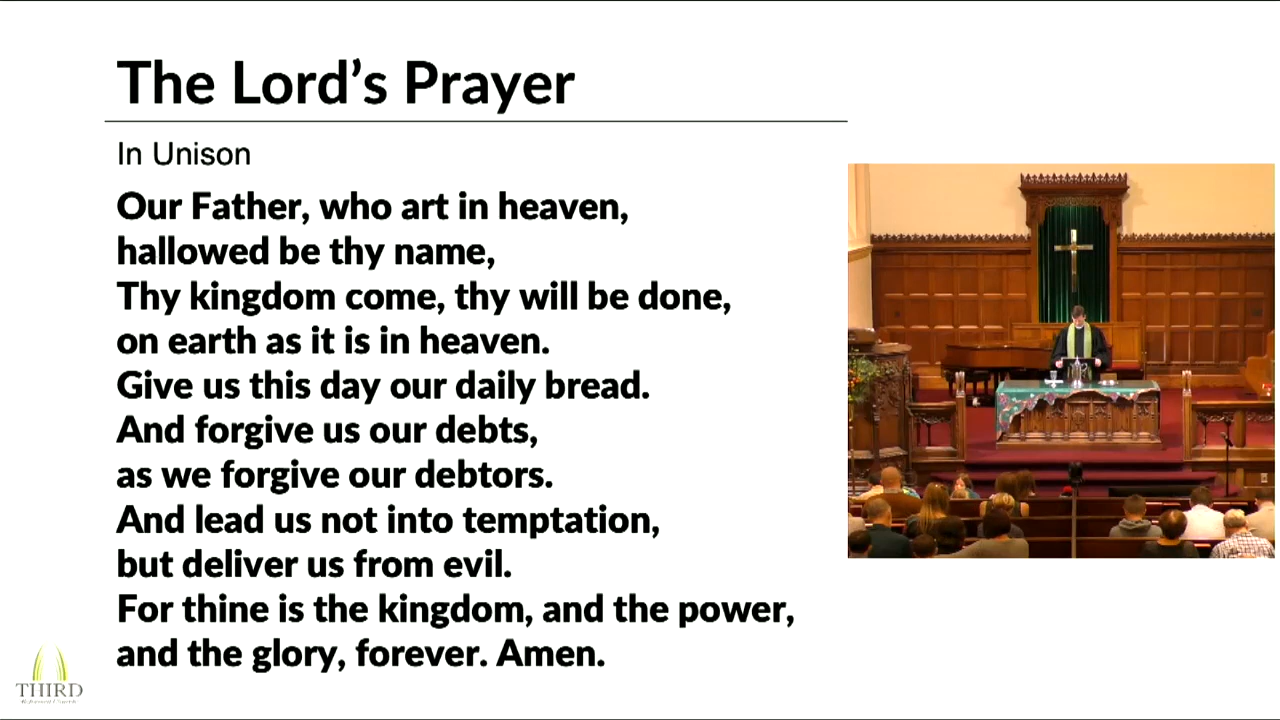 The Lord’s Prayer
In Unison
Our Father, who art in heaven,
hallowed be thy name,
Thy kingdom come, thy will be done,
on earth as it is in heaven.
Give us this day our daily bread.
And forgive us our debts,
as we forgive our debtors.
And lead us not into temptation,
but deliver us from evil.
For thine is the kingdom, and the power,
and the glory, forever. Amen.
THIRD
Reformed Church